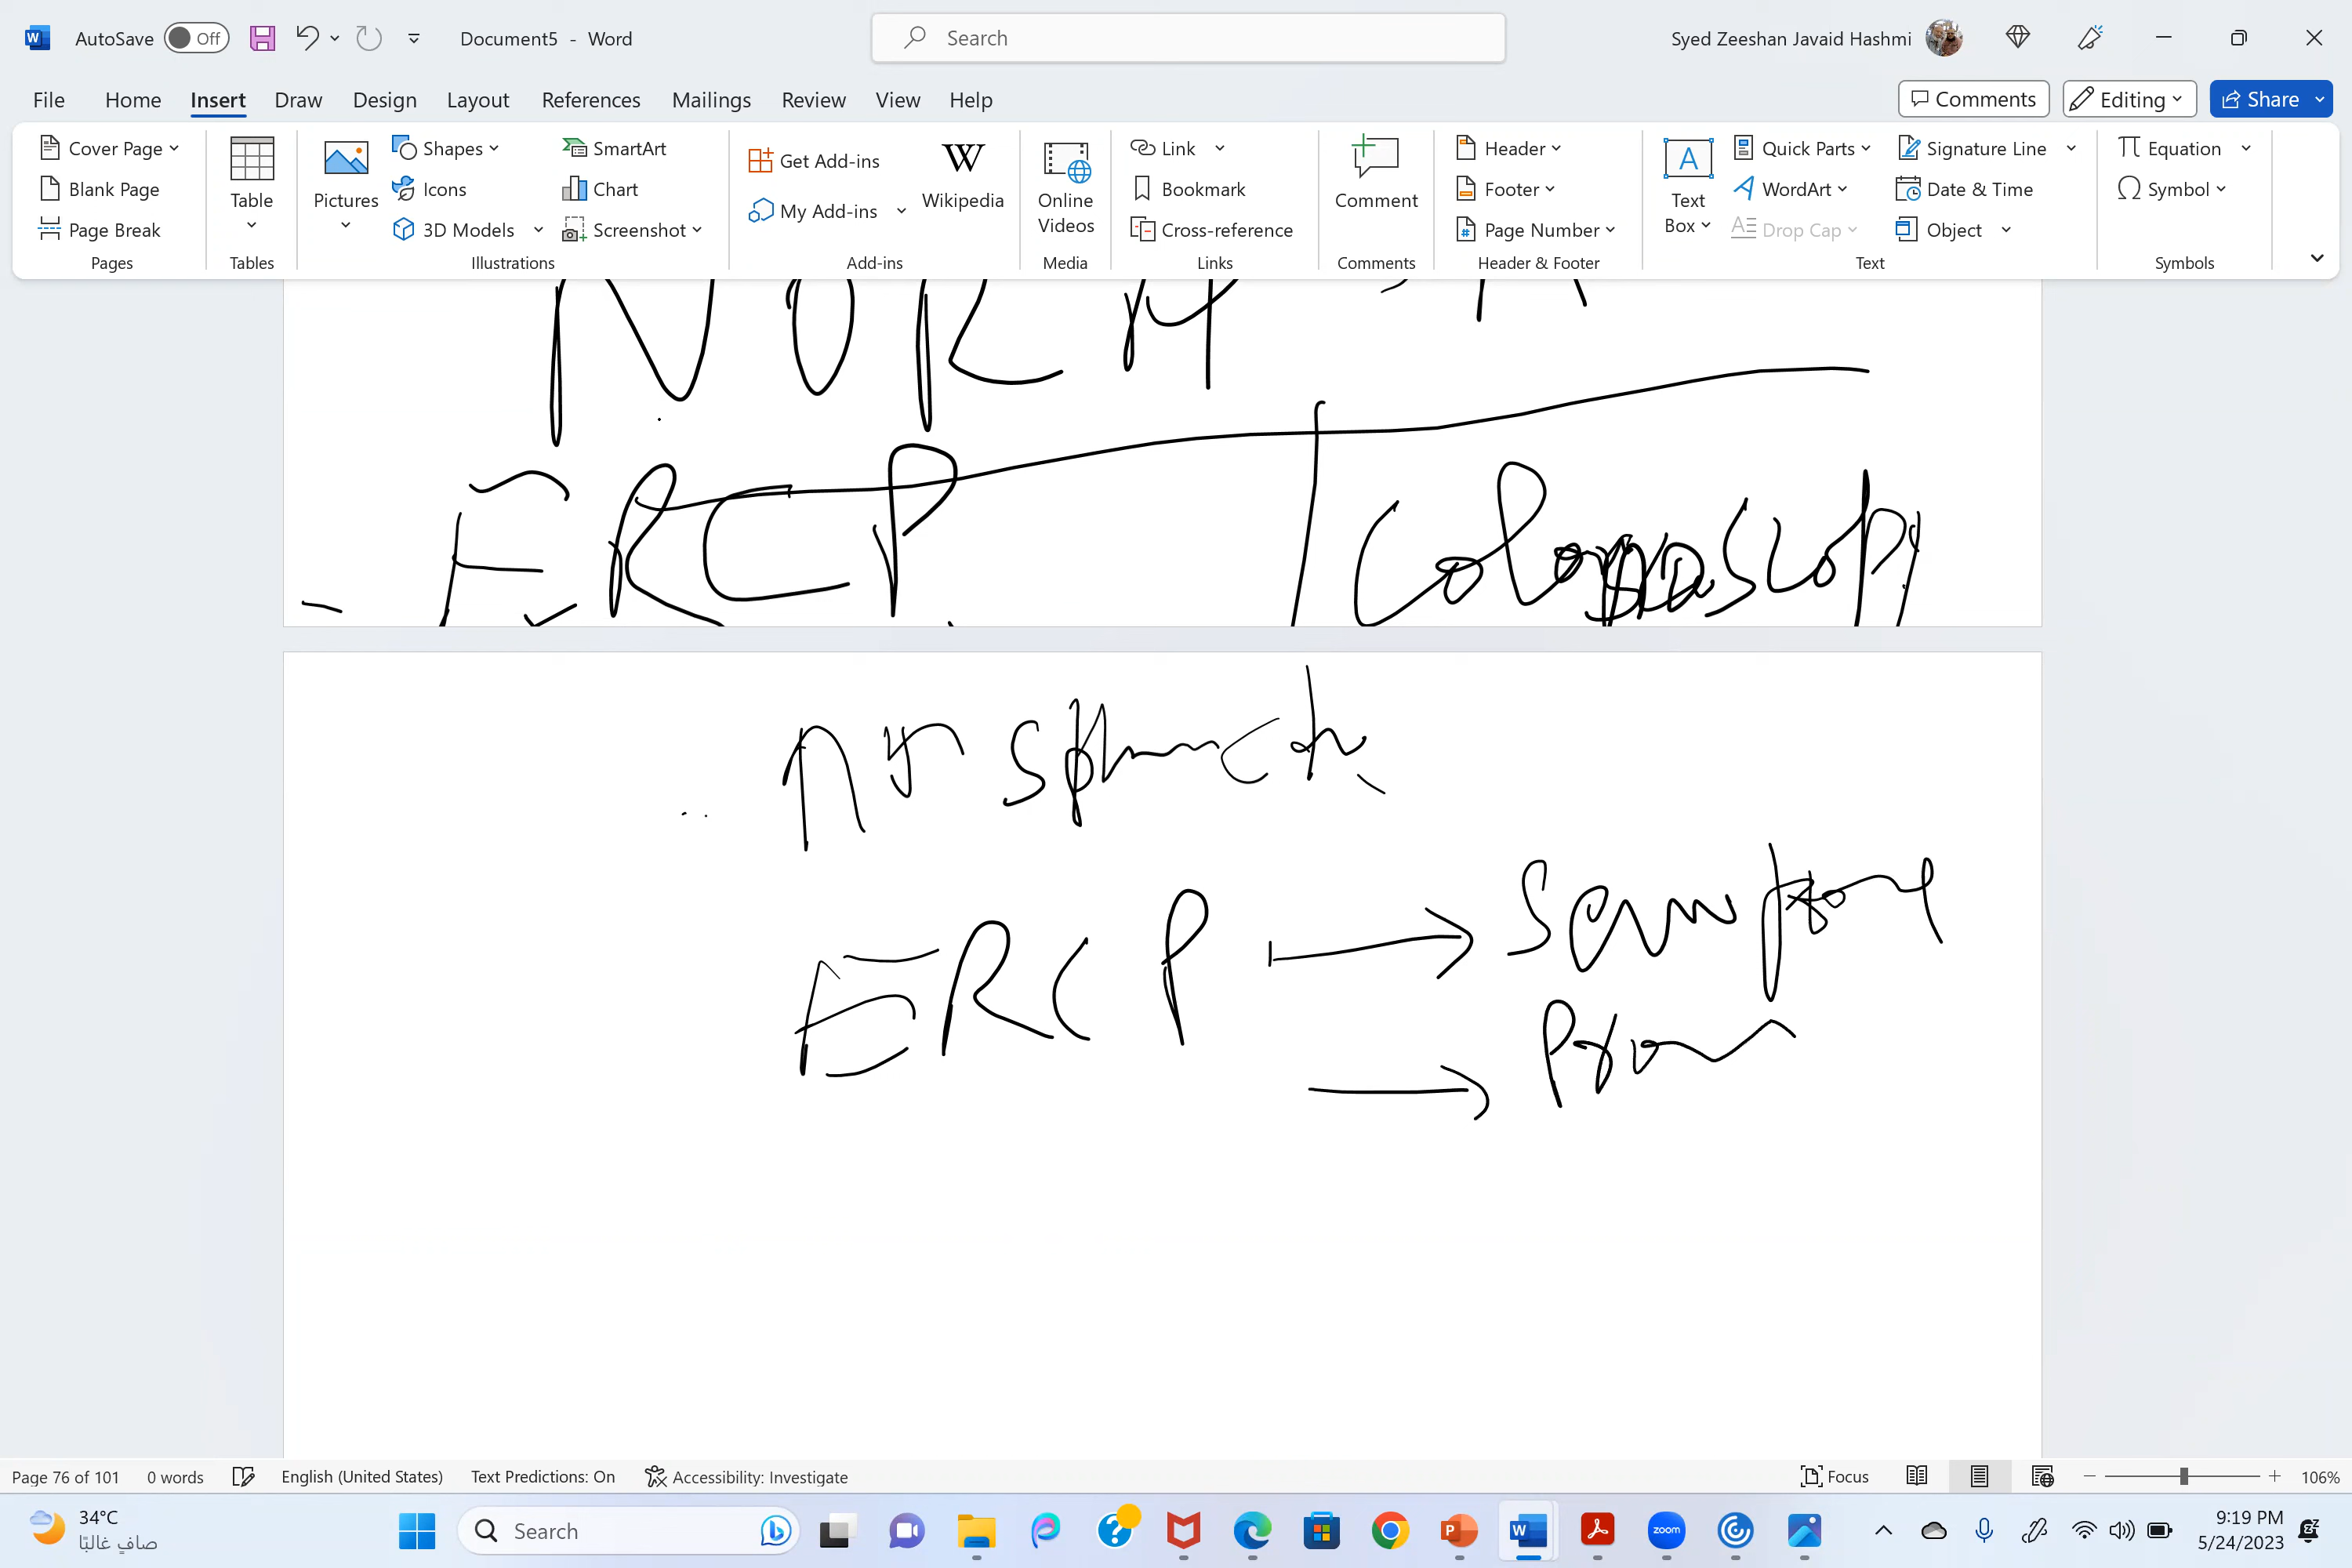 AutoSave Off Document5 - Word Search Syed Zeeshan Javaid Hashmi
File Home Insert Draw Design Layout References Mailings Review View Help Comments Editing Share
Cover Page Blank Page Page Break
Pages
Table
Tables
Pictures Shapes Icons 3D Models SmartArt Chart Screenshot
Illustrations
Get Add-ins My Add-ins Wikipedia
Add-ins
Online Videos
Media
Link Bookmark Cross-reference
Links
Comment
Comments
Header Footer Page Number
Header & Footer
Text Box Quick Parts WordArt Drop Cap Signature Line Date & Time Object
Text
Equation Symbol
Symbols
NORM
ERCP
ERCP
Page 76 of 101 0 words English (United States) Text Predictions: On Accessibility: Investigate Focus 106%
34°C
صافٍ غالبًا
Search
zoom
9:19 PM
5/24/2023